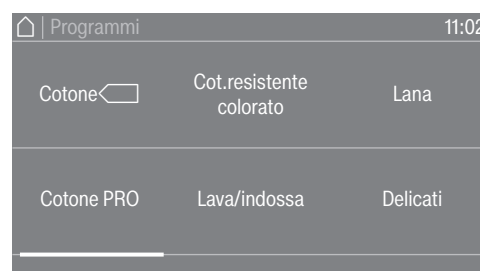 | Programmi 11:02
Cotone Cot.resistente colorato Lana
Cotone PRO Lava/indossa Delicati